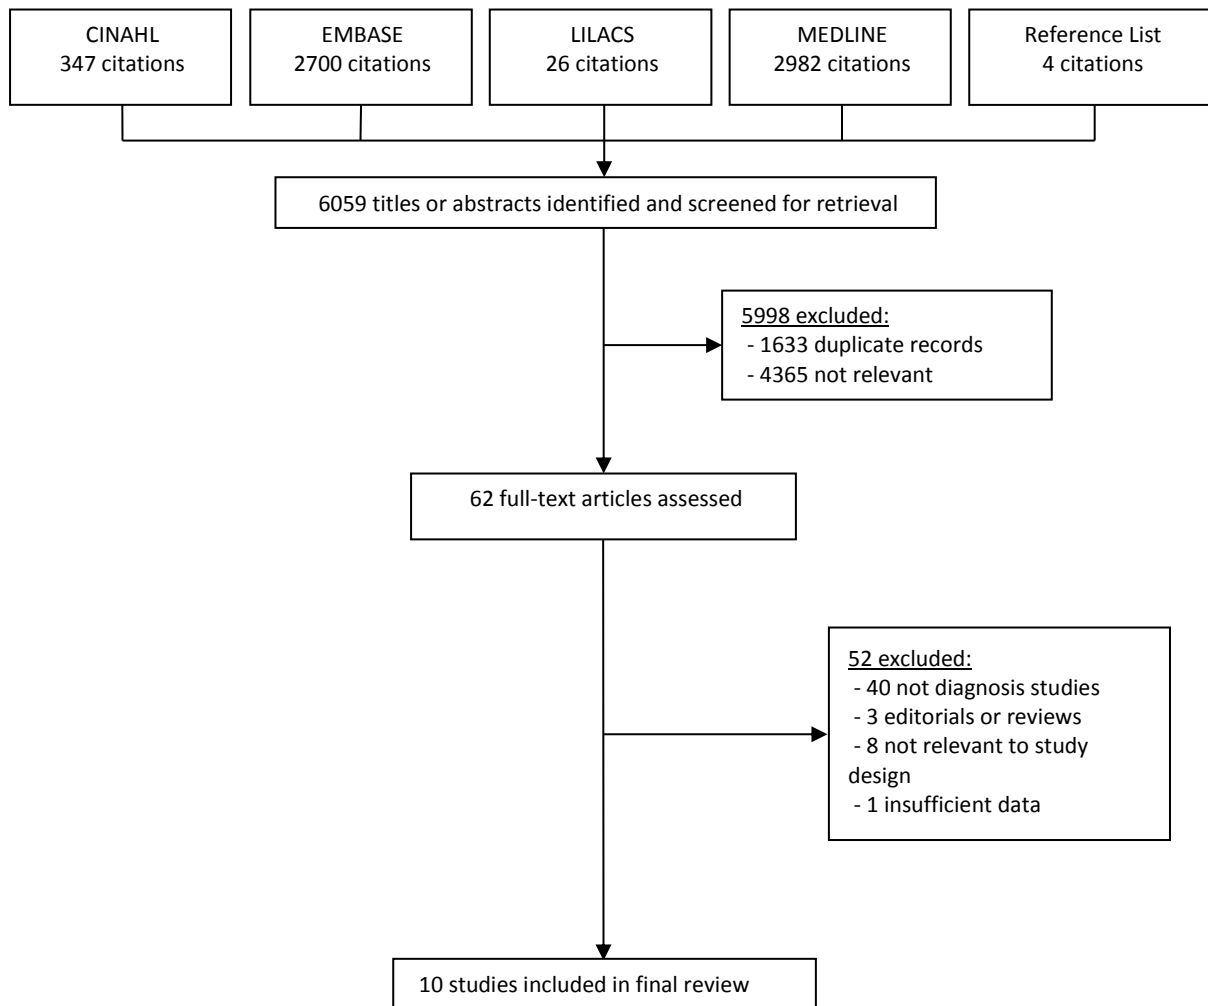 CINAHL
347 citations
EMBASE
2700 citations
LILACS
26 citations
MEDLINE
2982 citations
Reference List
4 citations
6059 titles or abstracts identified and screened for retrieval
5998 excluded:
- 1633 duplicate records
- 4365 not relevant
62 full-text articles assessed
52 excluded:
- 40 not diagnosis studies
- 3 editorials or reviews
- 8 not relevant to study
design
- 1 insufficient data
10 studies included in final review